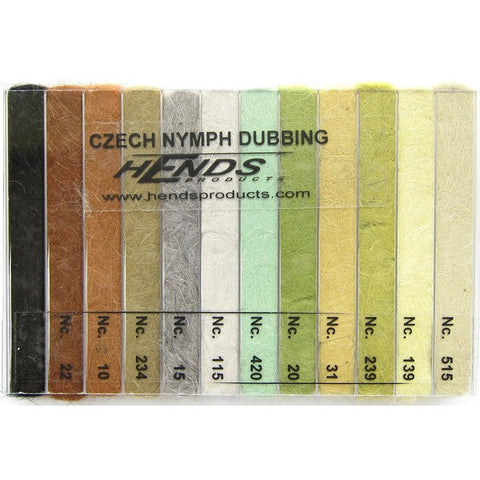 CZECH NYMPH DUBBING
HENDS
PRODUCTS
www.hendsproducts.com
Nc. 22
Nc. 10
Nc. 234
Nc. 15
Nc. 115
Nc. 420
Nc. 20
Nc. 31
Nc. 239
Nc. 139
Nc. 515